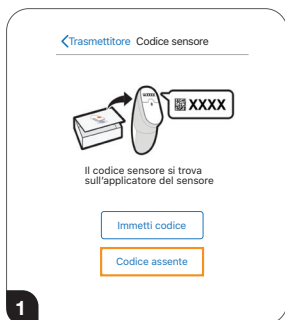 Trasmettitore Codice sensore
XXXX
Il codice sensore si trova
sull'applicatore del sensore
Immetti codice
Codice assente
1